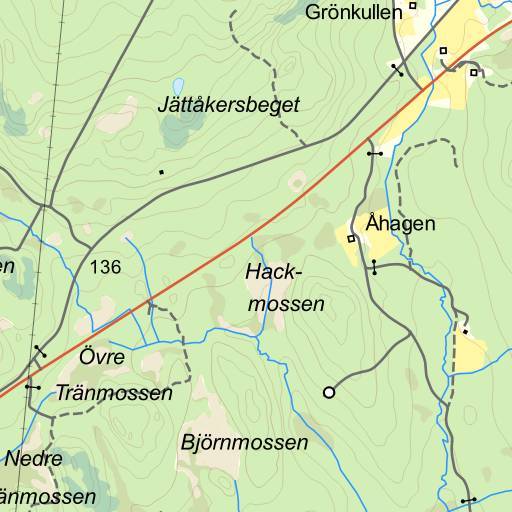 Grönkullen
Jättåkersbeget
Åhagen
en
136
Hack-
mossen
Övre
Tränmossen
Björnmossen
Nedre
änmossen